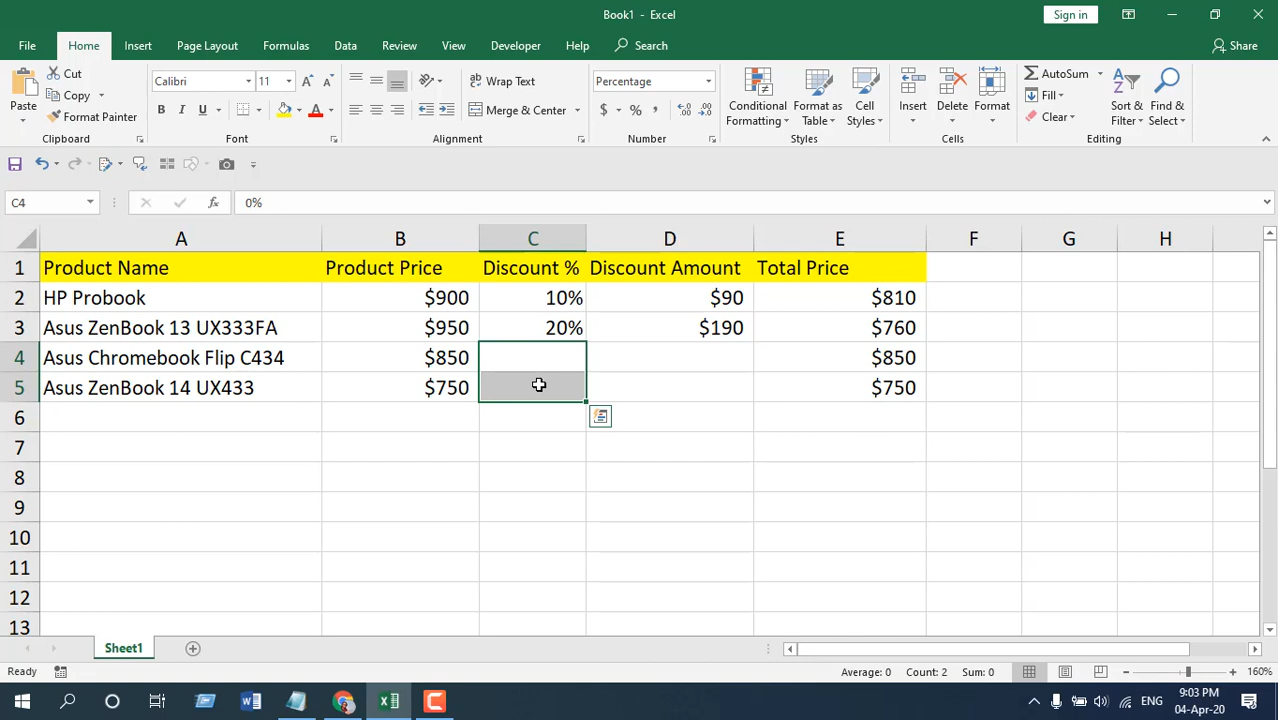 Book1 - Excel
Sign in
File Home Insert Page Layout Formulas Data Review View Developer Help Search Share
Paste
Cut
Copy
Format Painter
Clipboard
Calibri 11
B I U
Font
Wrap Text
Merge & Center
Alignment
Percentage
$ % ,
Number
Conditional Formatting
Format as Table
Cell Styles
Styles
Insert
Delete
Format
Cells
AutoSum
Fill
Clear
Sort & Filter
Find & Select
Editing
C4 fx 0%
A B C D E F G H
1 Product Name Product Price Discount % Discount Amount Total Price
2 HP Probook $900 10% $90 $810
3 Asus ZenBook 13 UX333FA $950 20% $190 $760
4 Asus Chromebook Flip C434 $850 $850
5 Asus ZenBook 14 UX433 $750 $750
6
7
8
9
10
11
12
13
Sheet1
Ready Average: 0 Count: 2 Sum: 0 160%
ENG 9:03 PM
04-Apr-20